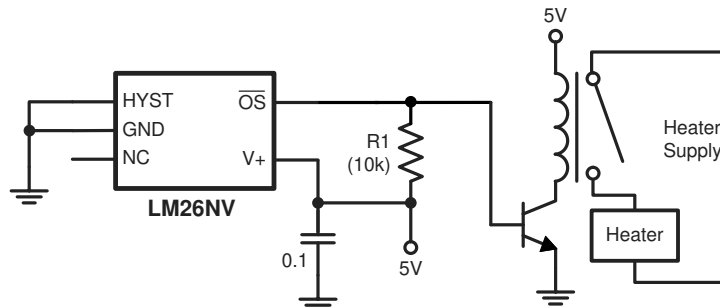 5V
HYST
GND
NC
OS
V+
LM26NV
R1
(10k)
0.1
5V
Heater
Supply
Heater